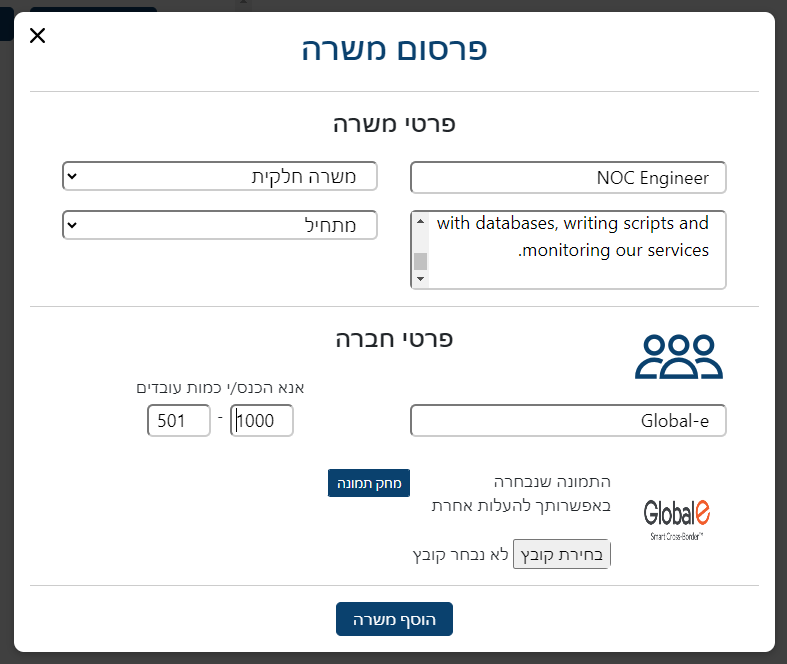 פרסום משרה
פרטי משרה
NOC Engineer
משרה חלקית
with databases, writing scripts and
monitoring our services.
מתחיל
פרטי חברה
אנא הכנס/י כמות עובדים
Global-e
1000 - 501
התמונה שנבחרה
באפשרותך להעלות אחרת
מחק תמונה
Globale
Smart Cross-Border™
בחירת קובץ לא נבחר קובץ
הוסף משרה